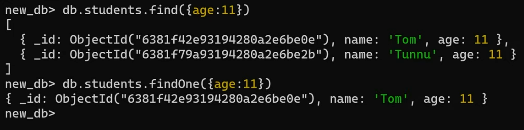 new_db> db.students.find({age:11})
[
  { _id: ObjectId("6381f42e93194280a2e6be0e"), name: 'Tom', age: 11 },
  { _id: ObjectId("6381f79a93194280a2e6be2b"), name: 'Tunnu', age: 11 }
]
new_db> db.students.findOne({age:11})
{ _id: ObjectId("6381f42e93194280a2e6be0e"), name: 'Tom', age: 11 }
new_db>